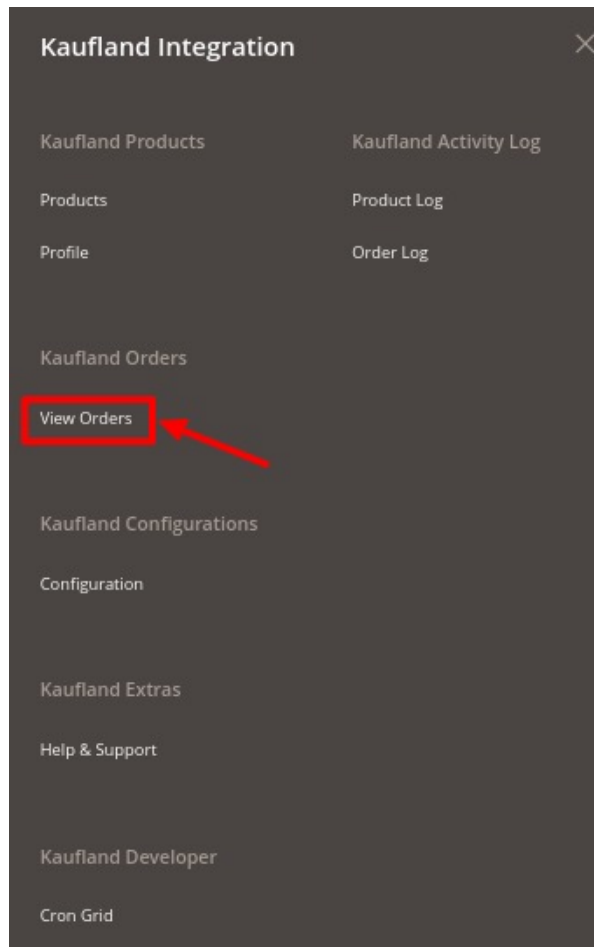 Kaufland Integration
Kaufland Products
Products
Profile
Kaufland Activity Log
Product Log
Order Log
Kaufland Orders
View Orders
Kaufland Configurations
Configuration
Kaufland Extras
Help & Support
Kaufland Developer
Cron Grid